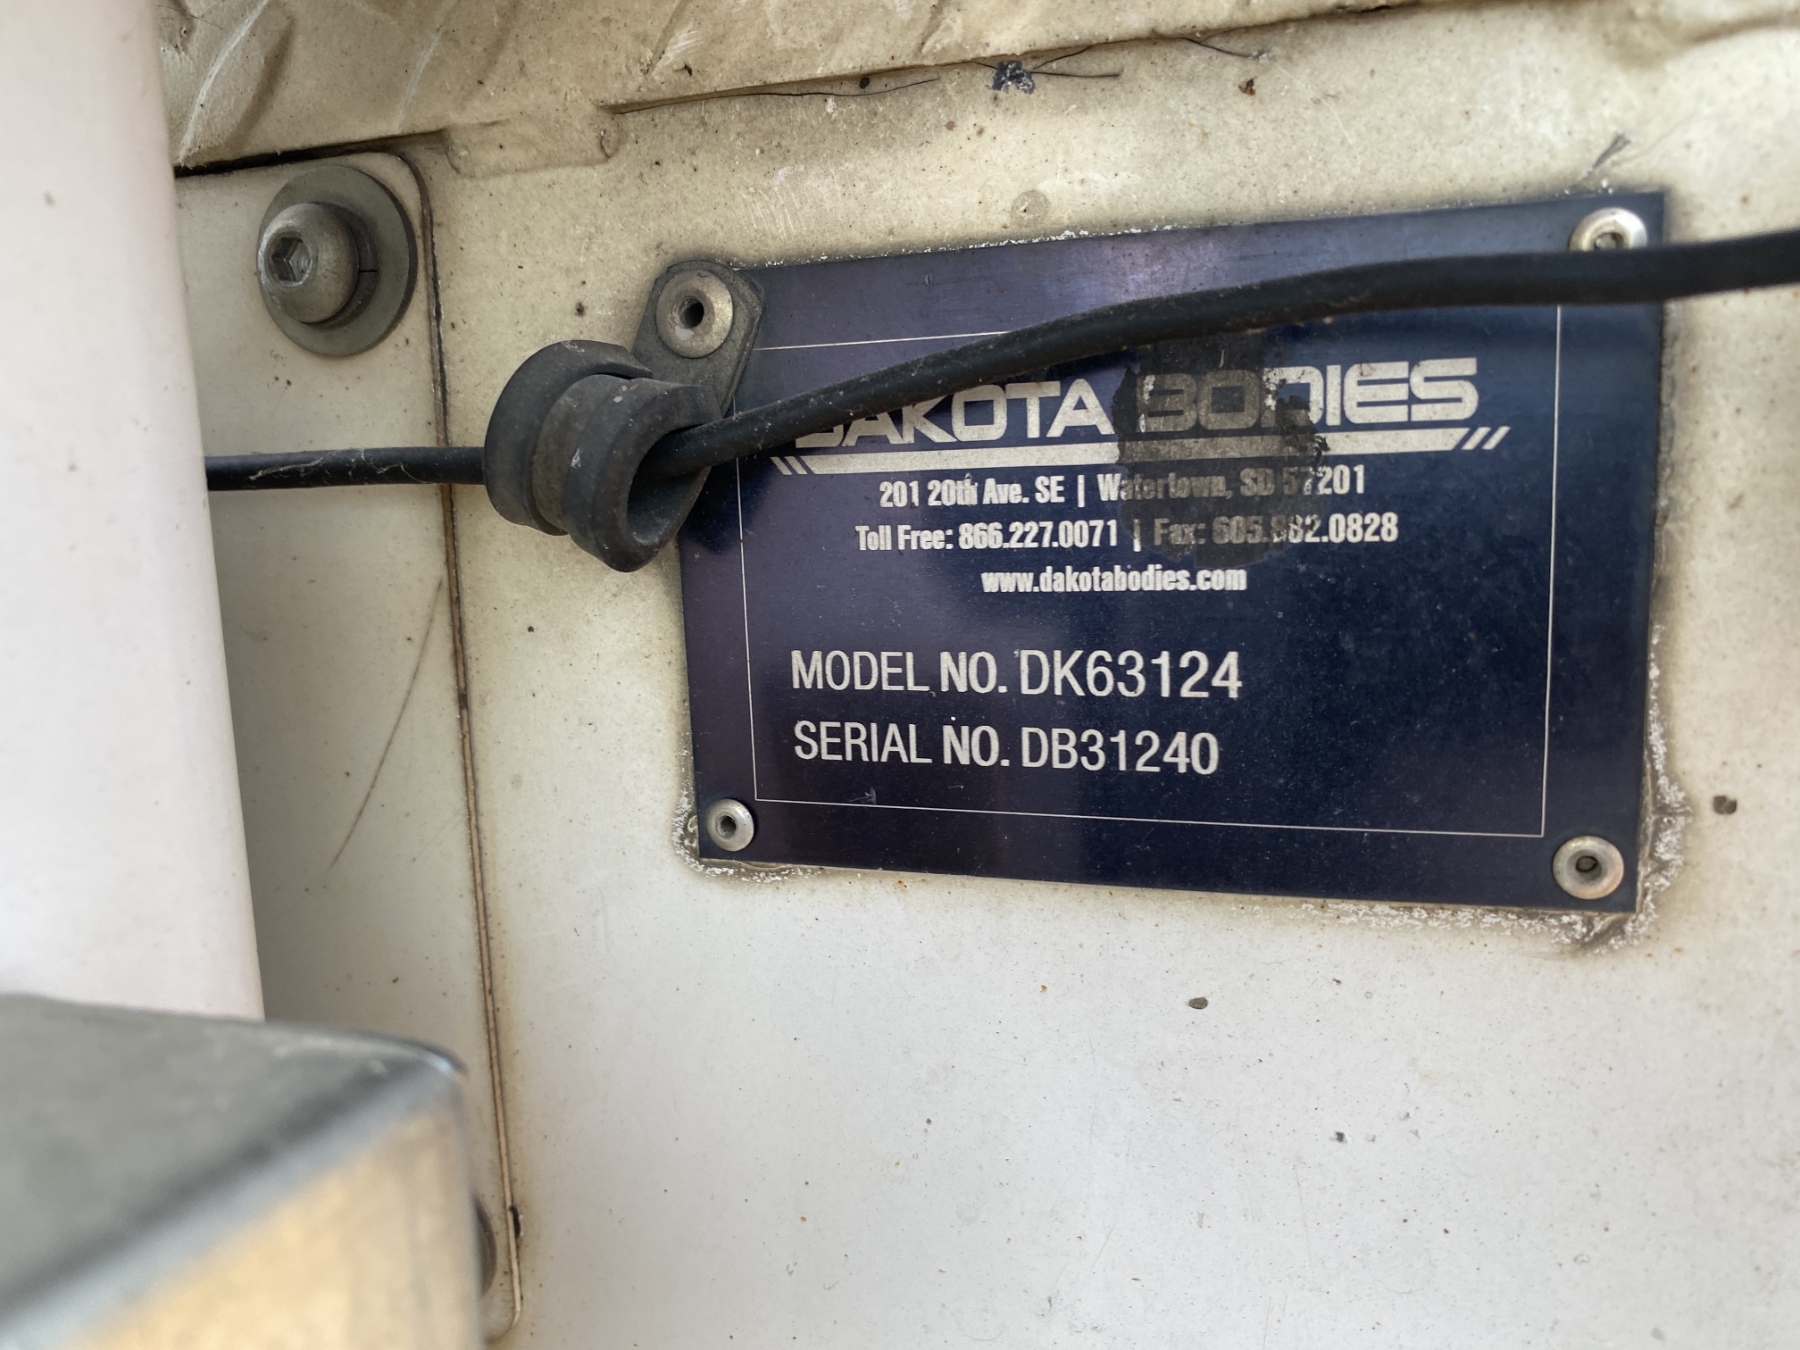 DAKOTA BODIES
201 20th Ave. SE | Watertown, SD 57201
Toll Free: 866.227.0071 | Fax: 605.882.0828
www.dakotabodies.com
MODEL NO. DK63124
SERIAL NO. DB31240